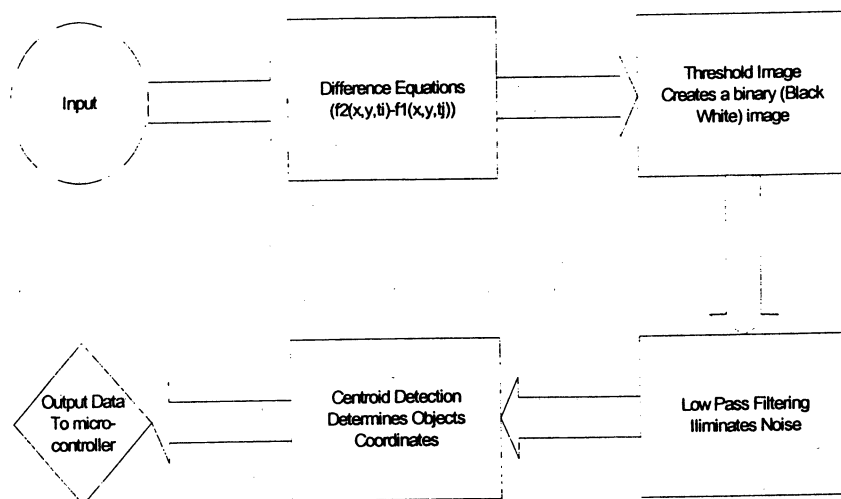 Input
Difference Equations
(f2(x,y,ti)-f1(x,y,tj))
Threshold Image
Creates a binary (Black
White) image
Low Pass Filtering
Iliminates Noise
Centroid Detection
Determines Objects
Coordinates
Output Data
To micro-
controller